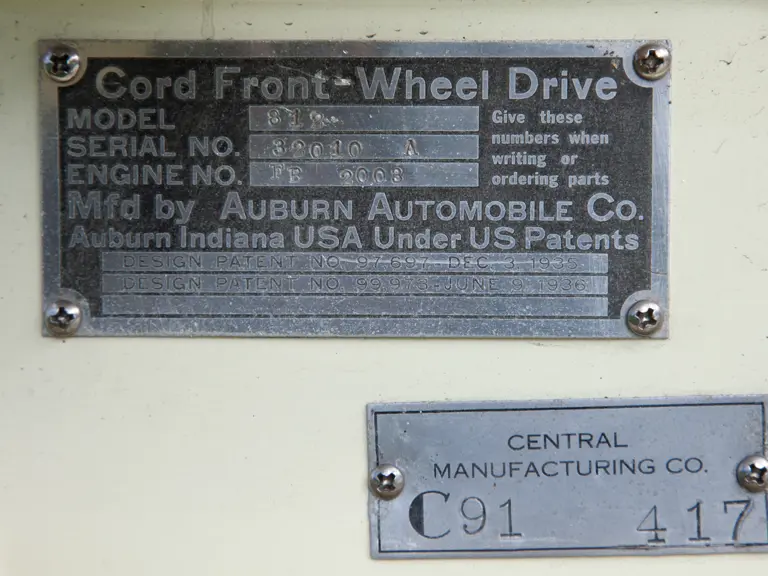 Cord Front-Wheel Drive
MODEL 812
SERIAL NO. 32010 A
ENGINE NO. FB 2003
Give these
numbers when
writing or
ordering parts
Mfd by AUBURN AUTOMOBILE CO.
Auburn Indiana USA Under US Patents
DESIGN PATENT NO. 97,697-DEC. 3, 1935
DESIGN PATENT NO. 99,973-JUNE 9, 1936
CENTRAL
MANUFACTURING CO.
C91 417